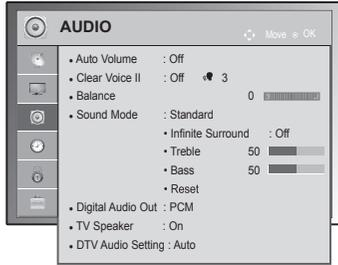 AUDIO
Move OK
• Auto Volume : Off
• Clear Voice II : Off 3
• Balance 0
• Sound Mode : Standard
• Infinite Surround : Off
• Treble 50
• Bass 50
• Reset
• Digital Audio Out : PCM
• TV Speaker : On
• DTV Audio Setting : Auto